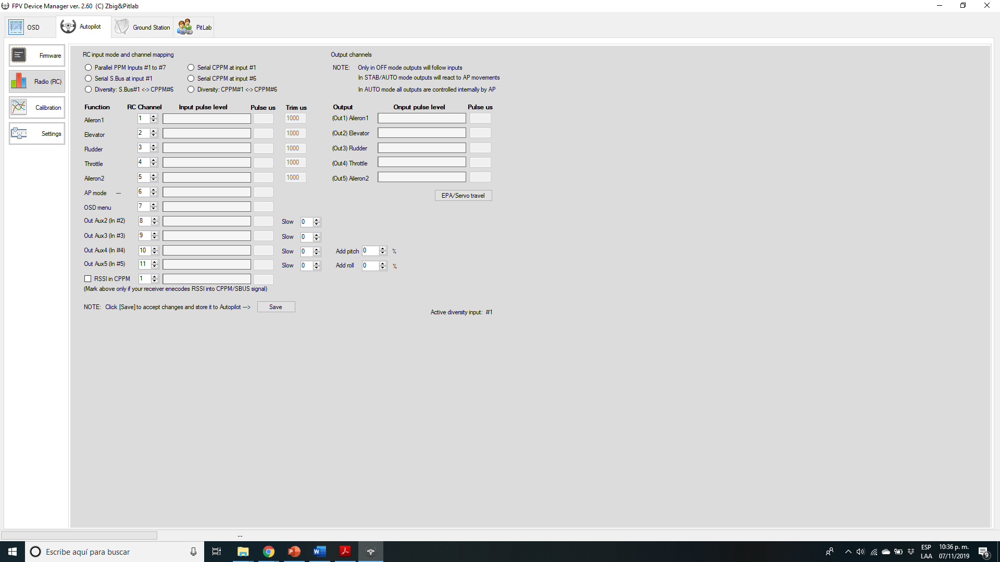 FPV Device Manager ver. 2.60 (C) Zbig&Pitlab
OSD
Autopilot
Ground Station
PitLab
Firmware
Radio (RC)
Calibration
Settings
RC input mode and channel mapping
Parallel PPM Inputs #1 to #7
Serial CPPM at input #1
Serial S.Bus at input #1
Serial CPPM at input #6
Diversity: S.Bus#1 <-> CPPM#6
Diversity: CPPM#1 <-> CPPM#6
Output channels
NOTE: Only in OFF mode outputs will follow inputs
In STAB/AUTO mode outputs will react to AP movements
In AUTO mode all outputs are controlled internally by AP
Function RC Channel Input pulse level Pulse us Trim us
Aileron1 1 1000
Elevator 2 1000
Rudder 3 1000
Throttle 4 1000
Aileron2 5 1000
AP mode --- 6
OSD menu 7
Out Aux2 (In #2) 8 Slow 0
Out Aux3 (In #3) 9 Slow 0
Out Aux4 (In #4) 10 Slow 0 Add pitch 0 %
Out Aux5 (In #5) 11 Slow 0 Add roll 0 %
RSSI in CPPM 1
(Mark above only if your receiver enecodes RSSI into CPPM/SBUS signal)
NOTE: Click [Save] to accept changes and store it to Autopilot --->
Save
Output Onput pulse level Pulse us
(Out1) Aileron1
(Out2) Elevator
(Out3) Rudder
(Out4) Throttle
(Out5) Aileron2
EPA/Servo travel
Active diversity input: #1
--
Escribe aquí para buscar
ESP
LAA
10:36 p. m.
07/11/2019
9